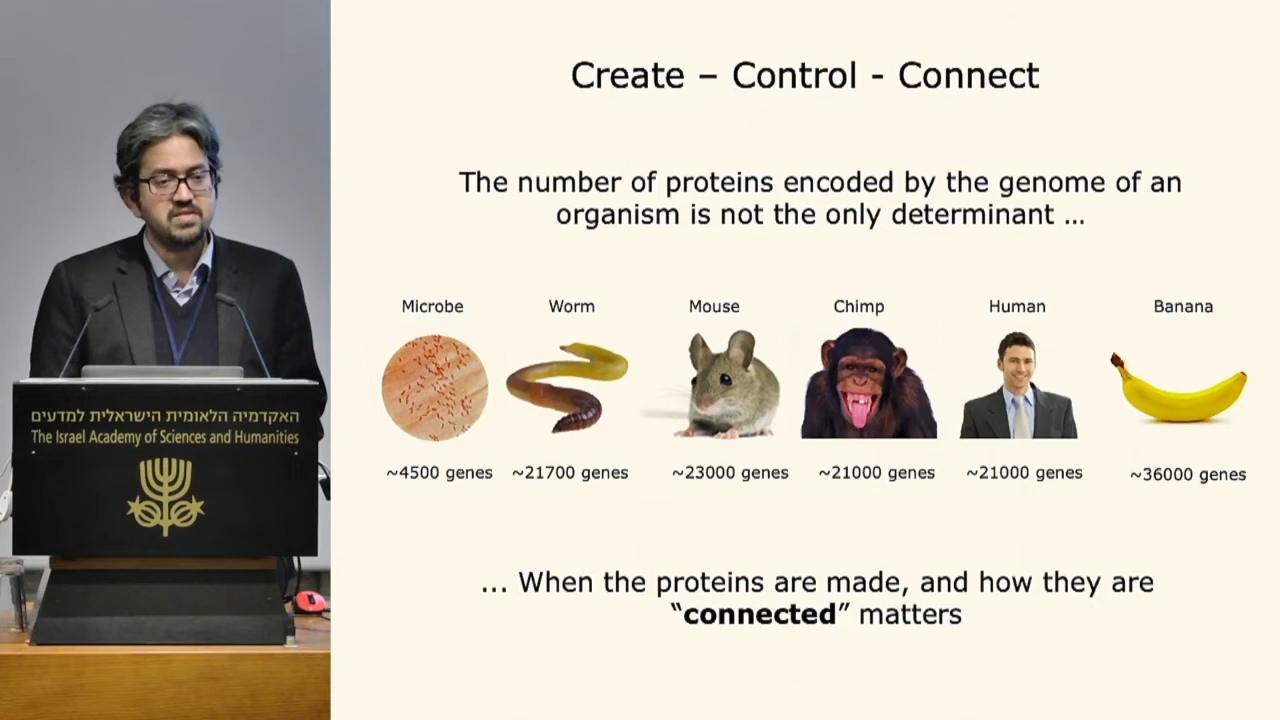 האקדמיה הלאומית הישראלית למדעים
The Israel Academy of Sciences and Humanities
Create – Control - Connect
The number of proteins encoded by the genome of an
organism is not the only determinant ...
Microbe Worm Mouse Chimp Human Banana
~4500 genes ~21700 genes ~23000 genes ~21000 genes ~21000 genes ~36000 genes
... When the proteins are made, and how they are
“connected” matters